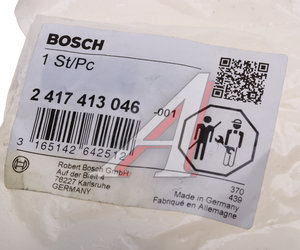 BOSCH
1 St/Pc
2 417 413 046
-001
3 165142 642512
Robert Bosch GmbH
Auf der Breit 4
76227 Karlsruhe
GERMANY
370
439
Made in Germany
Fabriqué en Allemagne